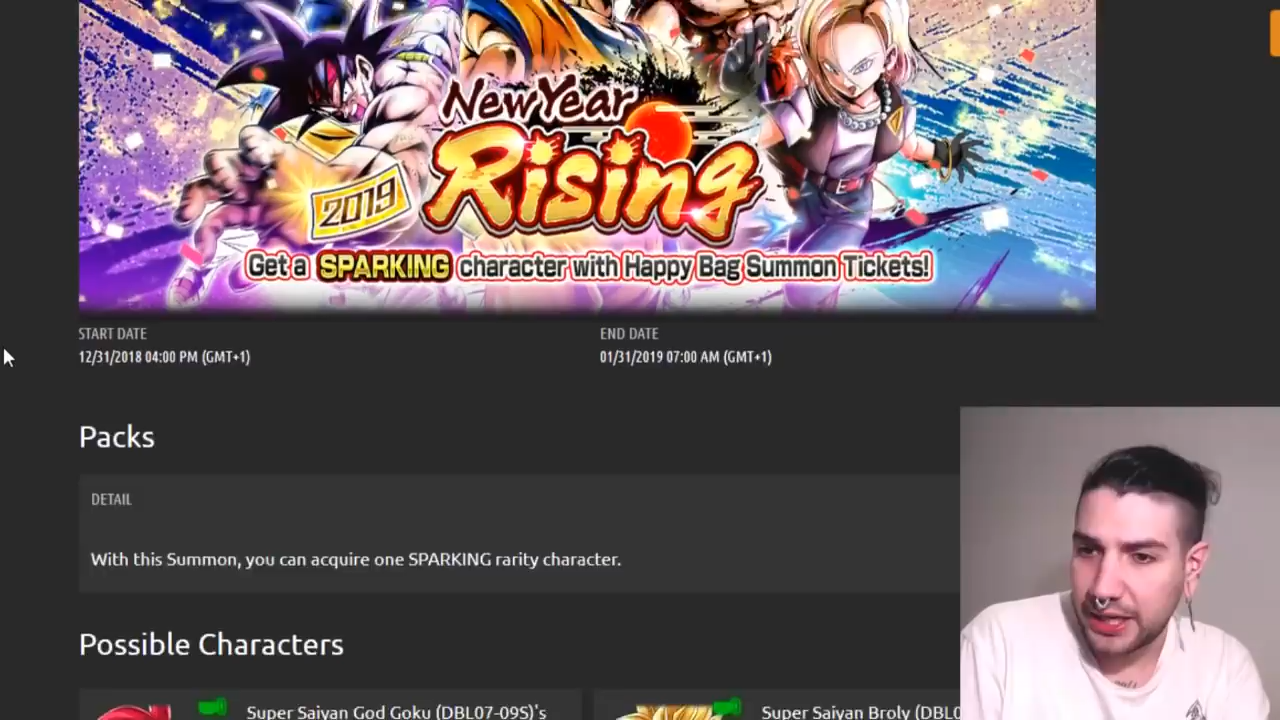 New Year
Rising
2019
Get a SPARKING character with Happy Bag Summon Tickets!
START DATE
END DATE
12/31/2018 04:00 PM (GMT+1)
01/31/2019 07:00 AM (GMT+1)
Packs
DETAIL
With this Summon, you can acquire one SPARKING rarity character.
Possible Characters
Super Saiyan God Goku (DBL07-09S)'s
Super Saiyan Broly (DBL0